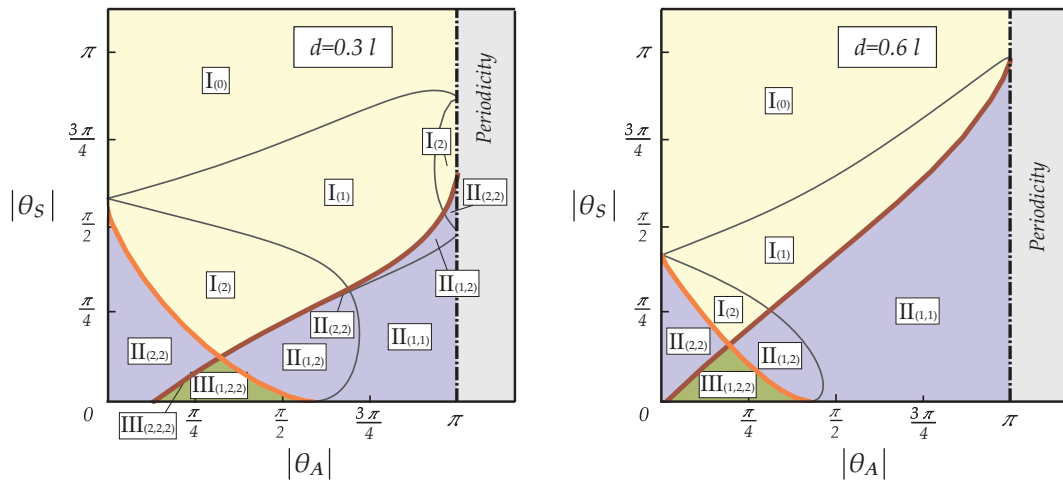 π
d=0.3 l
I(0)
Periodicity
3π/4
I(2)
|θS|
I(1)
II(2,2)
π/2
I(2)
II(1,2)
π/4
II(2,2)
II(2,2)
II(1,2)
II(1,1)
III(1,2,2)
0
III(2,2,2)
π/4
π/2
3π/4
π
|θA|
π
d=0.6 l
I(0)
3π/4
Periodicity
|θS|
π/2
I(1)
π/4
I(2)
II(1,1)
II(2,2)
II(1,2)
III(1,2,2)
0
π/4
π/2
3π/4
π
|θA|